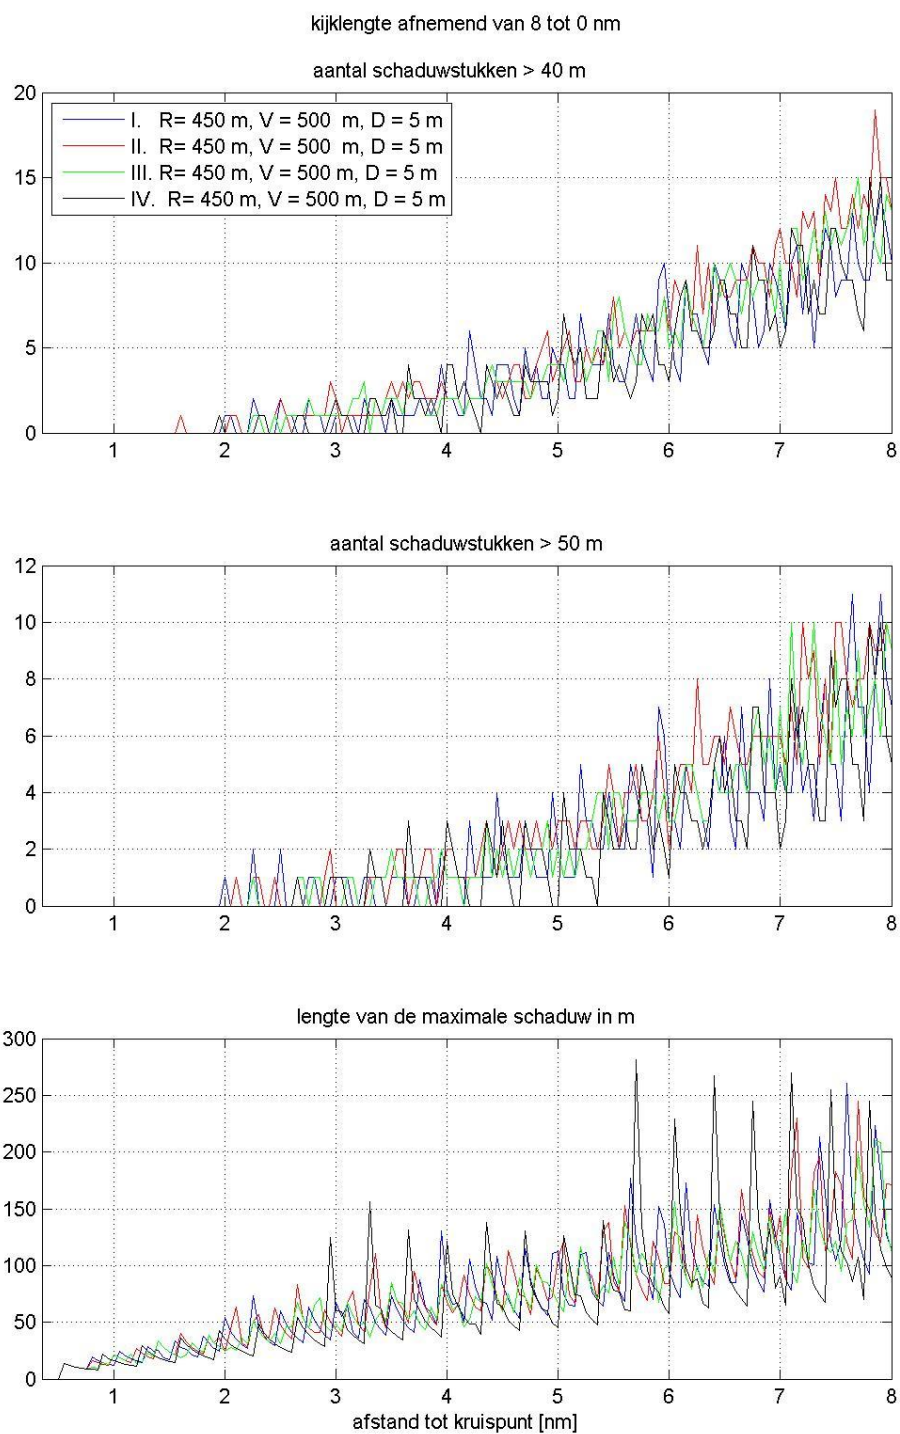 kijklengte afnemend van 8 tot 0 nm
aantal schaduwstukken > 40 m
20
15
10
5
0
I. R= 450 m, V = 500 m, D = 5 m
II. R= 450 m, V = 500 m, D = 5 m
III. R= 450 m, V = 500 m, D = 5 m
IV. R= 450 m, V = 500 m, D = 5 m
1 2 3 4 5 6 7 8
aantal schaduwstukken > 50 m
12
10
8
6
4
2
0
1 2 3 4 5 6 7 8
lengte van de maximale schaduw in m
300
250
200
150
100
50
0
1 2 3 4 5 6 7 8
afstand tot kruispunt [nm]